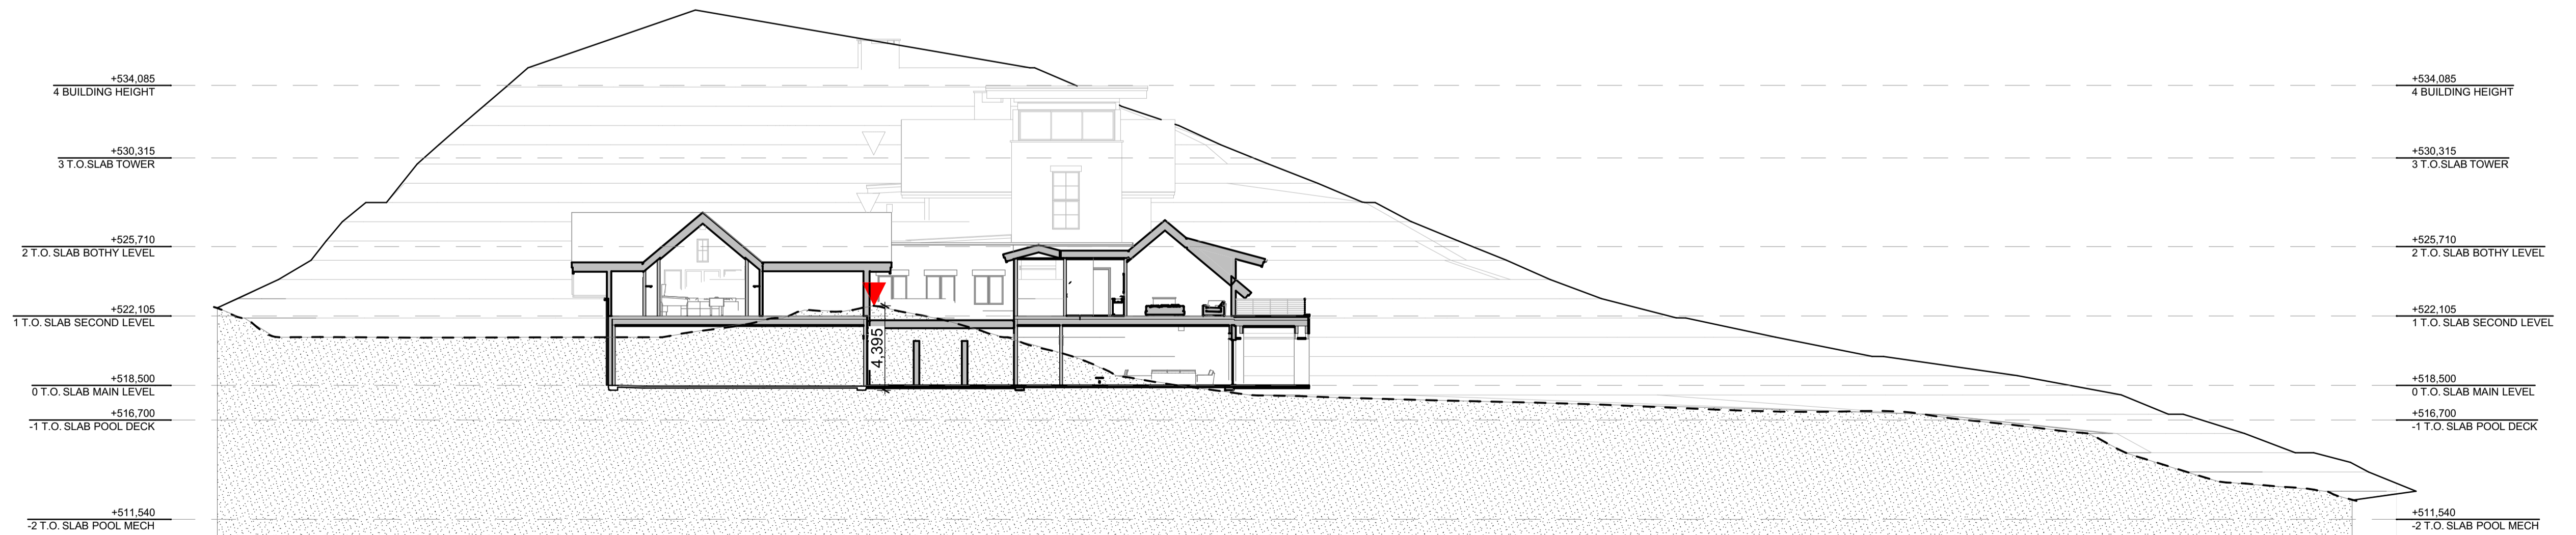 +534,085
4 BUILDING HEIGHT
+530,315
3 T.O.SLAB TOWER
+525,710
2 T.O. SLAB BOTHY LEVEL
+522,105
1 T.O. SLAB SECOND LEVEL
+518,500
0 T.O. SLAB MAIN LEVEL
+516,700
-1 T.O. SLAB POOL DECK
+511,540
-2 T.O. SLAB POOL MECH
4,395
+534,085
4 BUILDING HEIGHT
+530,315
3 T.O.SLAB TOWER
+525,710
2 T.O. SLAB BOTHY LEVEL
+522,105
1 T.O. SLAB SECOND LEVEL
+518,500
0 T.O. SLAB MAIN LEVEL
+516,700
-1 T.O. SLAB POOL DECK
+511,540
-2 T.O. SLAB POOL MECH